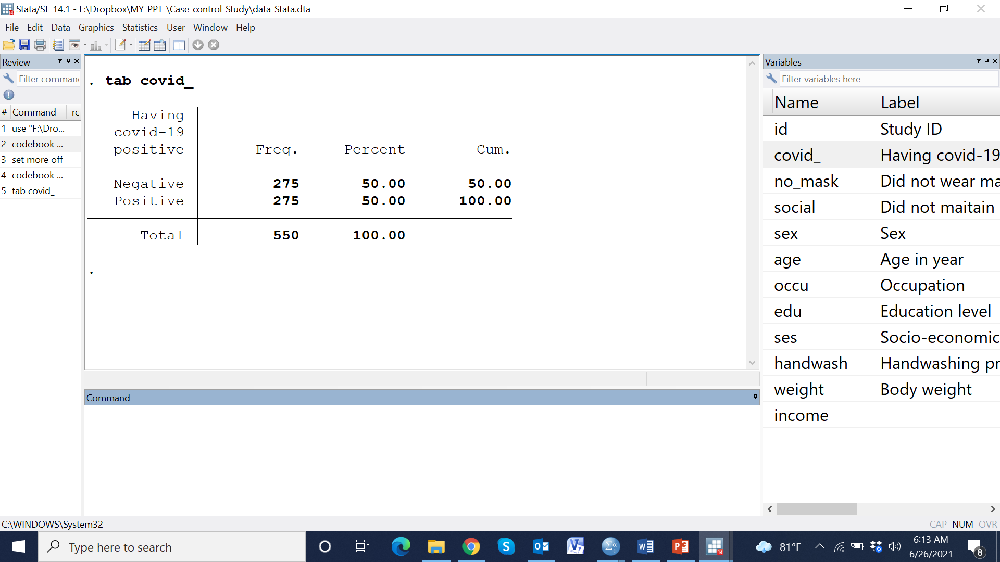 Stata/SE 14.1 - F:\Dropbox\MY_PPT_\Case_control_Study\data_Stata.dta
File Edit Data Graphics Statistics User Window Help
Review
Filter comman
# Command _rc
1 use "F:\Dro...
2 codebook ...
3 set more off
4 codebook ...
5 tab covid_
. tab covid_
Having
covid-19
positive Freq. Percent Cum.
Negative 275 50.00 50.00
Positive 275 50.00 100.00
Total 550 100.00
.
Command
Variables
Filter variables here
Name Label
id Study ID
covid_ Having covid-19
no_mask Did not wear ma
social Did not maitain
sex Sex
age Age in year
occu Occupation
edu Education level
ses Socio-economic
handwash Handwashing pr
weight Body weight
income
C:\WINDOWS\System32
CAP NUM OVR
Type here to search
81°F
6:13 AM
6/26/2021
8